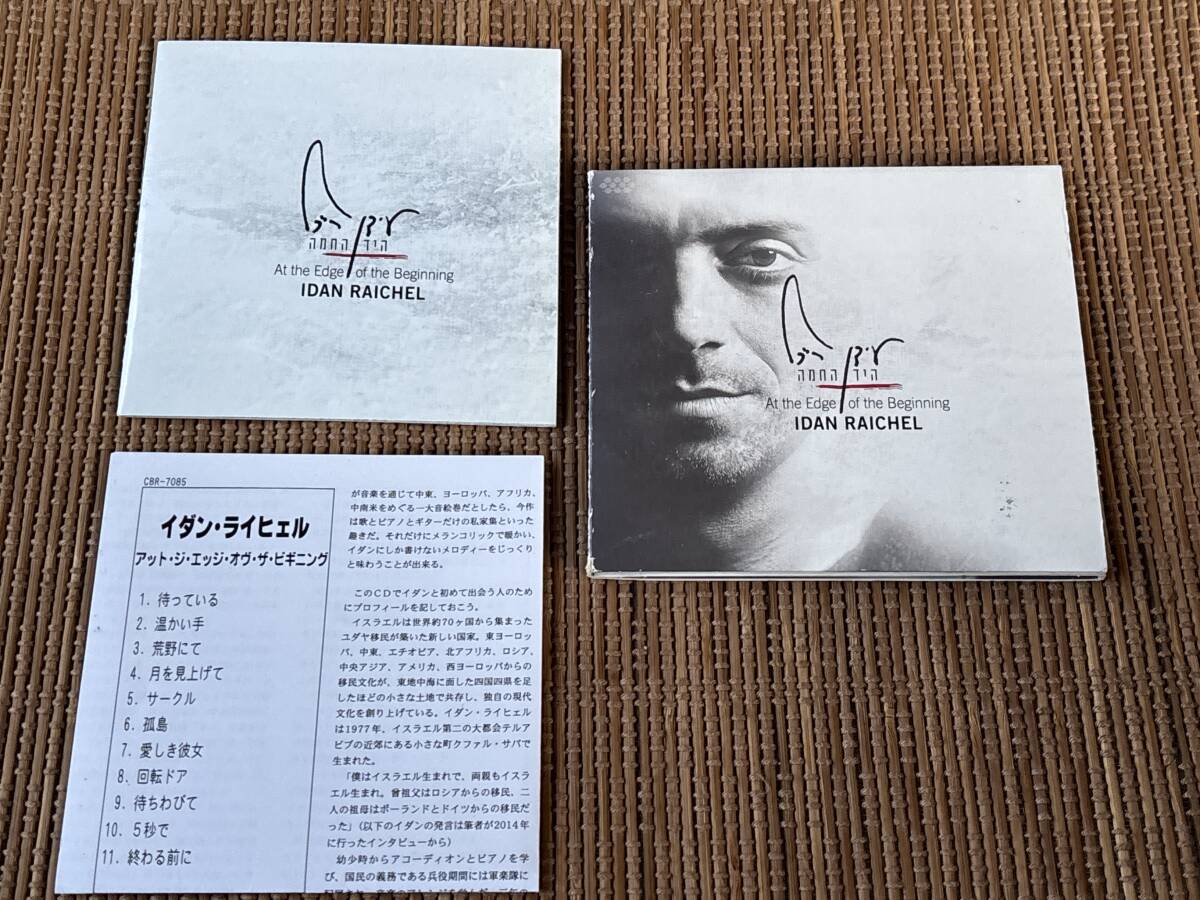 עידן ר
היד החמה
At the Edge of the Beginning
IDAN RAICHEL
עידן ר
היד החמה
At the Edge of the Beginning
IDAN RAICHEL
CBR-7085
イダン・ライヒェル
アット・ジ・エッジ・オヴ・ザ・ビギニング
1. 待っている
2. 温かい手
3. 荒野にて
4. 月を見上げて
5. サークル
6. 孤島
7. 愛しき彼女
8. 回転ドア
9. 待ちわびて
10. 5秒で
11. 終わる前に
が音楽を通じて中東、ヨーロッパ、アフリカ、
中南米をめぐる一大音絵巻だとしたら、今作
は歌とピアノとギターだけの私家集といった
趣きだ。それだけにメランコリックで暖かい、
イダンにしか書けないメロディーをじっくり
と味わうことが出来る。
このCDでイダンと初めて出会う人のため
にプロフィールを記しておこう。
イスラエルは世界約70ヶ国から集まった
ユダヤ移民が築いた新しい国家。東ヨーロッ
パ、中東、エチオピア、北アフリカ、ロシア、
中央アジア、アメリカ、西ヨーロッパからの
移民文化が、東地中海に面した四国四県を足
したほどの小さな土地で共存し、独自の現代
文化を創り上げている。イダン・ライヒェル
は1977年、イスラエル第二の大都会テルア
ビブの近郊にある小さな町クファル・サバで
生まれた。
「僕はイスラエル生まれで、両親もイスラ
エル生まれ。曾祖父はロシアからの移民、二
人の祖母はポーランドとドイツからの移民だ
った」(以下のイダンの発言は筆者が2014年
に行ったインタビューから)
幼少時からアコーディオンとピアノを学
び、国民の義務である兵役期間には軍楽隊に